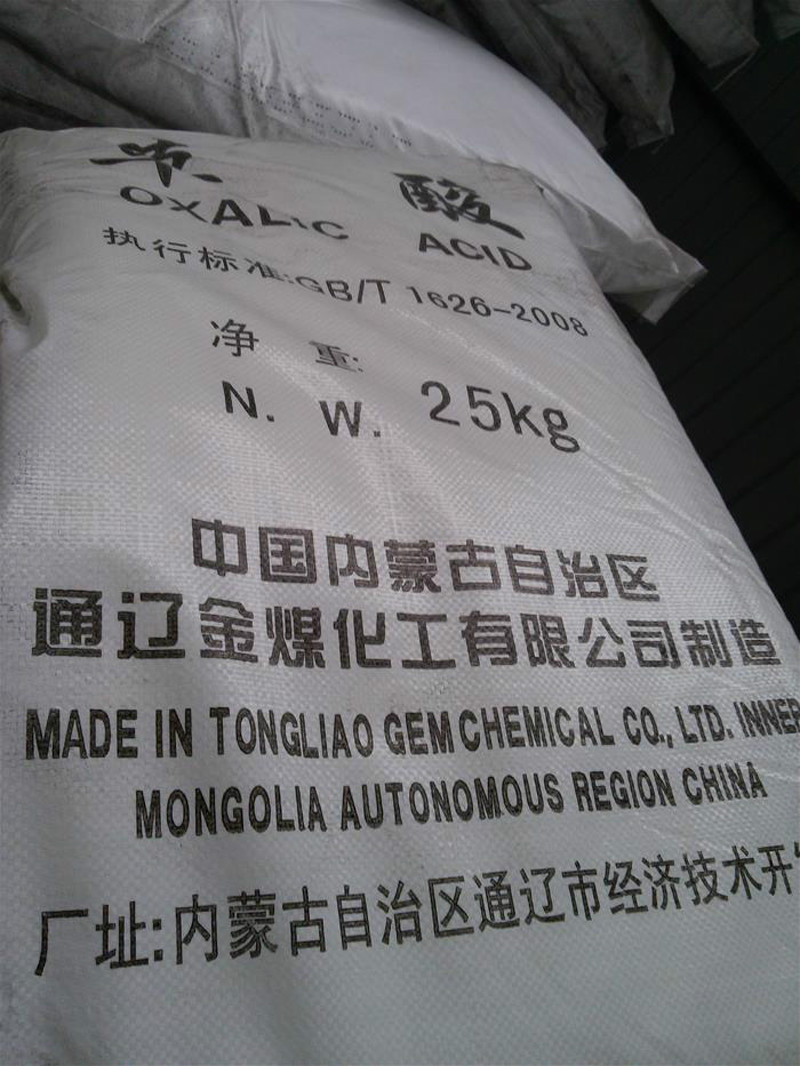 草 酸
OXALIC ACID
执行标准:GB/T 1626-2008
净 重:
N. W. 25kg
中国内蒙古自治区
通辽金煤化工有限公司制造
MADE IN TONGLIAO GEM CHEMICAL CO., LTD. INNER
MONGOLIA AUTONOMOUS REGION CHINA
厂址:内蒙古自治区通辽市经济技术开